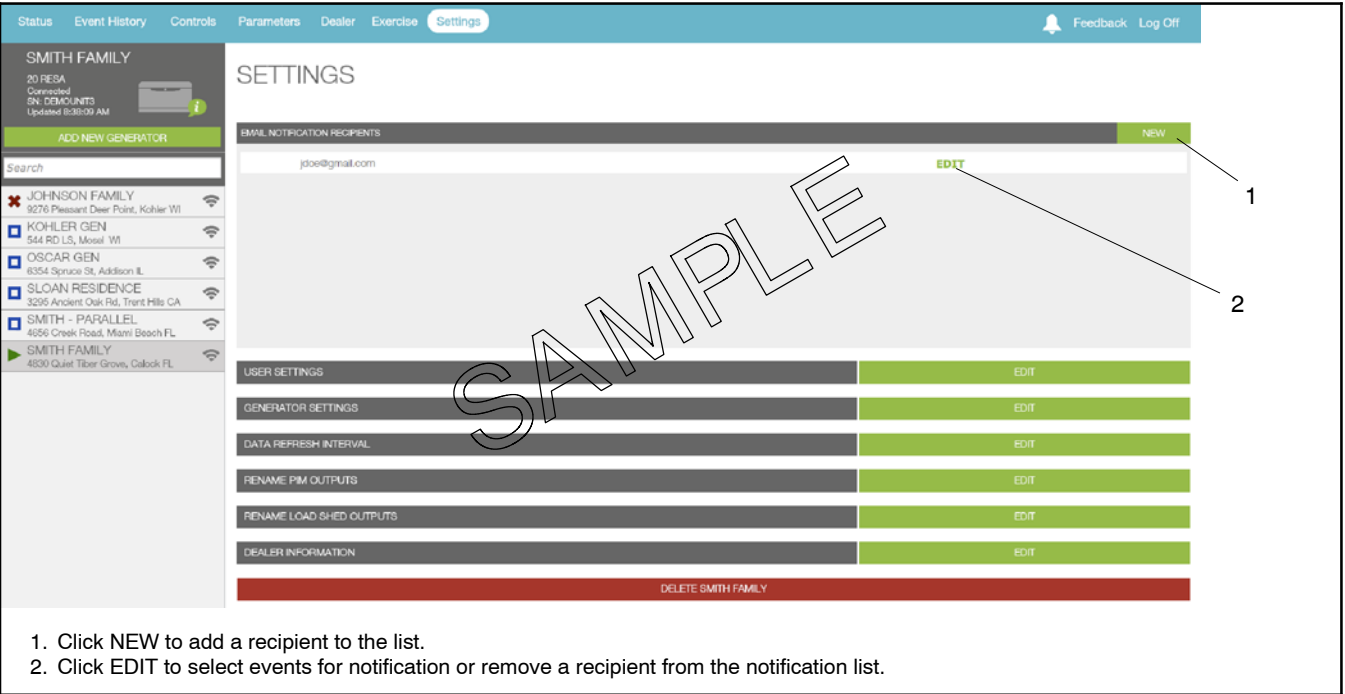 Status Event History Controls Parameters Dealer Exercise Settings Feedback Log Off
SMITH FAMILY
20 RESA
Connected
SN: DEMOUNIT3
Updated 8:38:09 AM
i
ADD NEW GENERATOR
Search
JOHNSON FAMILY
9276 Pleasant Deer Point, Kohler WI
KOHLER GEN
544 RD LS, Mosel WI
OSCAR GEN
6354 Spruce St, Addison IL
SLOAN RESIDENCE
3295 Ancient Oak Rd, Trent Hills CA
SMITH - PARALLEL
4656 Creek Road, Miami Beach FL
SMITH FAMILY
4830 Quiet Tiber Grove, Calock FL
SETTINGS
EMAIL NOTIFICATION RECIPIENTS NEW
jdoe@gmail.com EDIT
1
2
SAMPLE
USER SETTINGS EDIT
GENERATOR SETTINGS EDIT
DATA REFRESH INTERVAL EDIT
RENAME PIM OUTPUTS EDIT
RENAME LOAD SHED OUTPUTS EDIT
DEALER INFORMATION EDIT
DELETE SMITH FAMILY
1. Click NEW to add a recipient to the list.
2. Click EDIT to select events for notification or remove a recipient from the notification list.